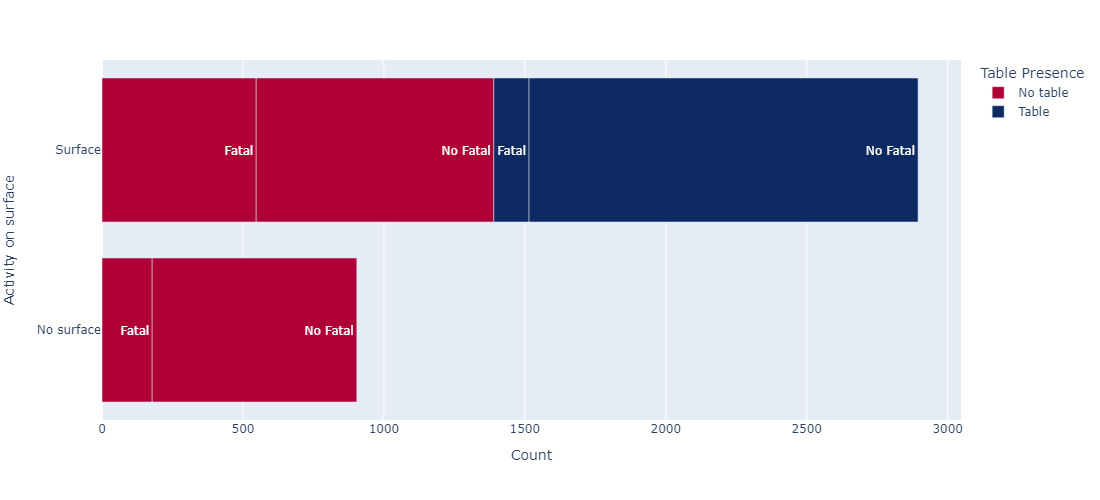 Table Presence
No table
Table
Activity on surface
Surface
Fatal
No Fatal
Fatal
No Fatal
No surface
Fatal
No Fatal
0
500
1000
1500
2000
2500
3000
Count